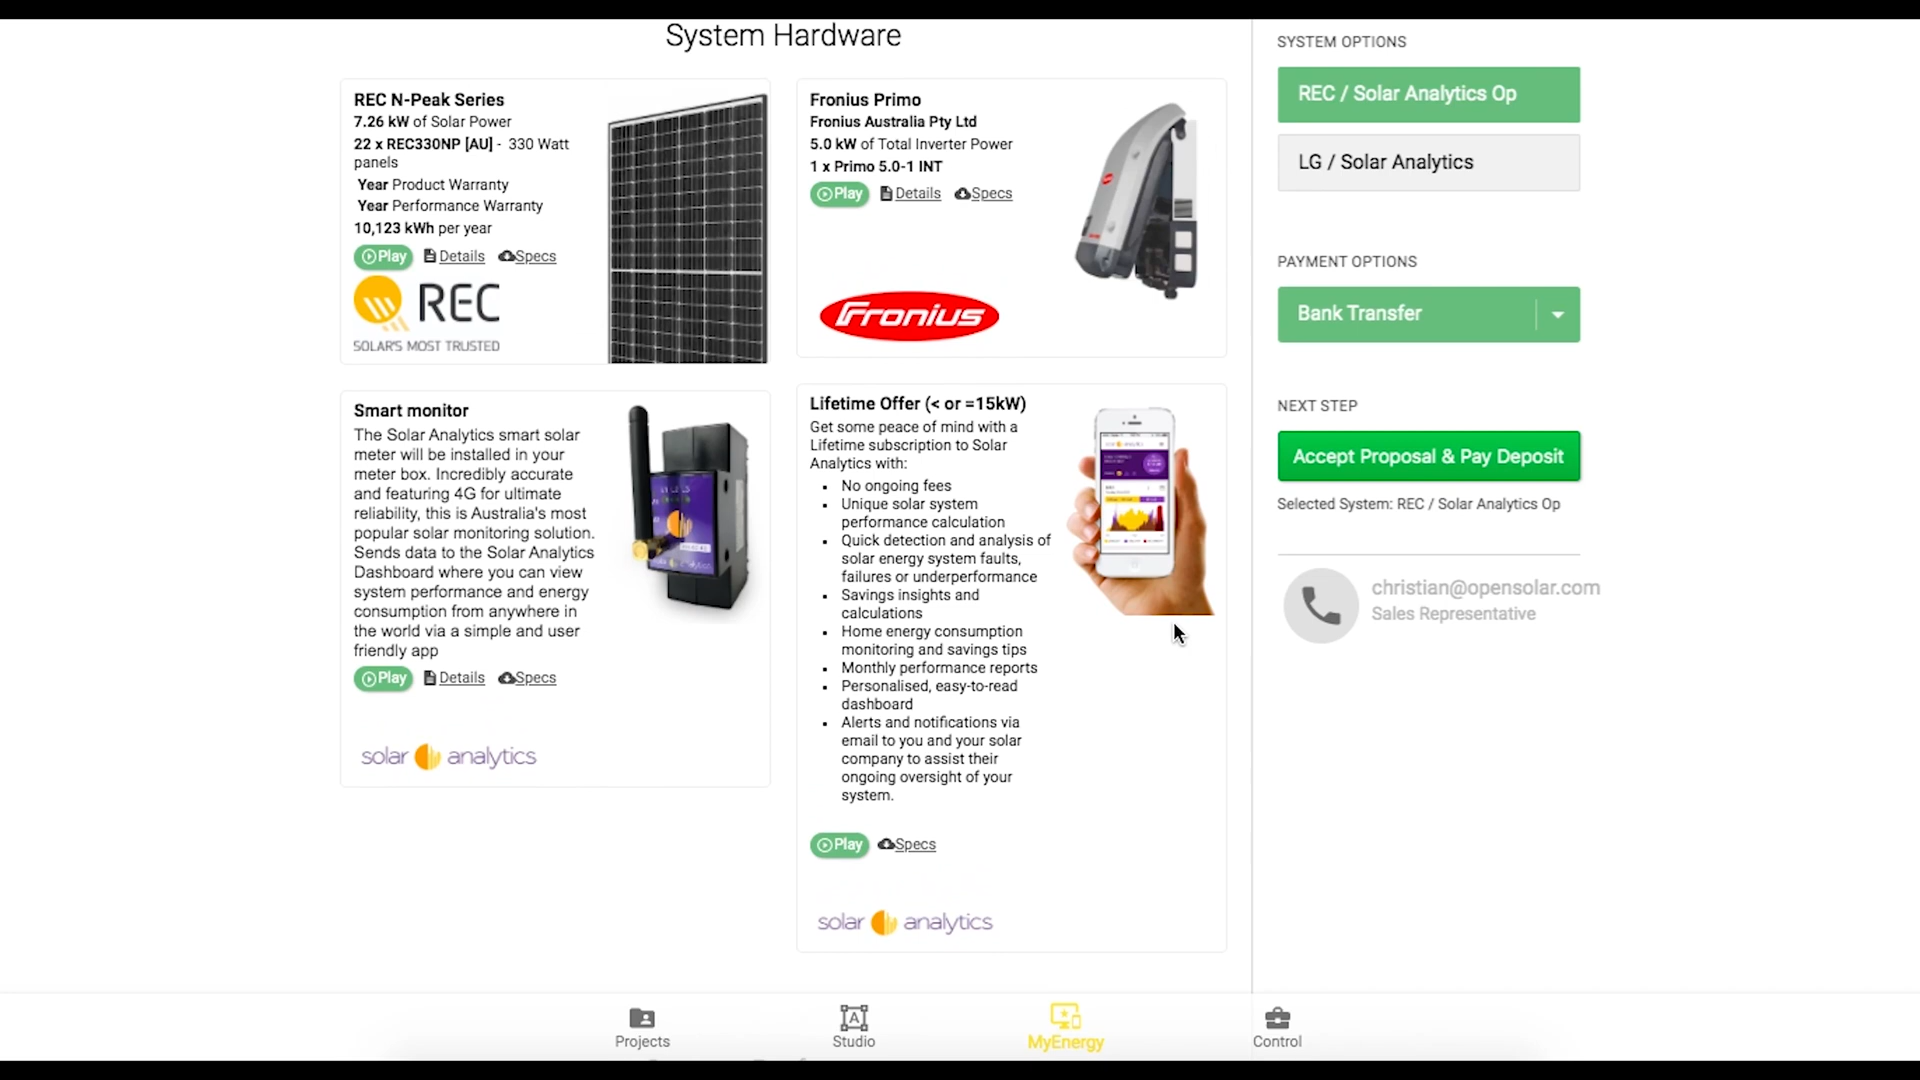 System Hardware
REC N-Peak Series
7.26 kW of Solar Power
22 x REC330NP [AU] - 330 Watt
panels
Year Product Warranty
Year Performance Warranty
10,123 kWh per year
Play Details Specs
REC
SOLAR'S MOST TRUSTED
Fronius Primo
Fronius Australia Pty Ltd
5.0 kW of Total Inverter Power
1 x Primo 5.0-1 INT
Play Details Specs
Fronius
Smart monitor
The Solar Analytics smart solar
meter will be installed in your
meter box. Incredibly accurate
and featuring 4G for ultimate
reliability, this is Australia's most
popular solar monitoring solution.
Sends data to the Solar Analytics
Dashboard where you can view
system performance and energy
consumption from anywhere in
the world via a simple and user
friendly app
Play Details Specs
solar analytics
Lifetime Offer (< or =15kW)
Get some peace of mind with a
Lifetime subscription to Solar
Analytics with:
▪ No ongoing fees
▪ Unique solar system
performance calculation
▪ Quick detection and analysis of
solar energy system faults,
failures or underperformance
▪ Savings insights and
calculations
▪ Home energy consumption
monitoring and savings tips
▪ Monthly performance reports
▪ Personalised, easy-to-read
dashboard
▪ Alerts and notifications via
email to you and your solar
company to assist their
ongoing oversight of your
system.
Play Specs
solar analytics
SYSTEM OPTIONS
REC / Solar Analytics Op
LG / Solar Analytics
PAYMENT OPTIONS
Bank Transfer
NEXT STEP
Accept Proposal & Pay Deposit
Selected System: REC / Solar Analytics Op
christian@opensolar.com
Sales Representative
Projects
Studio
MyEnergy
Control